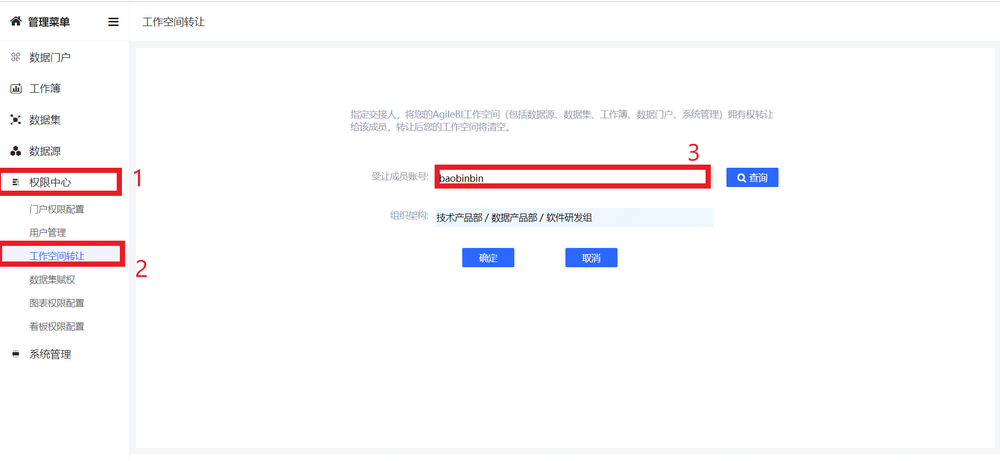 管理菜单
数据门户
工作簿
数据集
数据源
权限中心
1
门户权限配置
用户管理
工作空间转让
2
数据集赋权
图表权限配置
看板权限配置
系统管理
工作空间转让
指定交接人，将您的AgileBI工作空间（包括数据源、数据集、工作簿、数据门户、系统管理）拥有权转让
给该成员，转让后您的工作空间将清空。
3
受让成员账号: baobinbin 查询
组织架构: 技术产品部 / 数据产品部 / 软件研发组
确定 取消